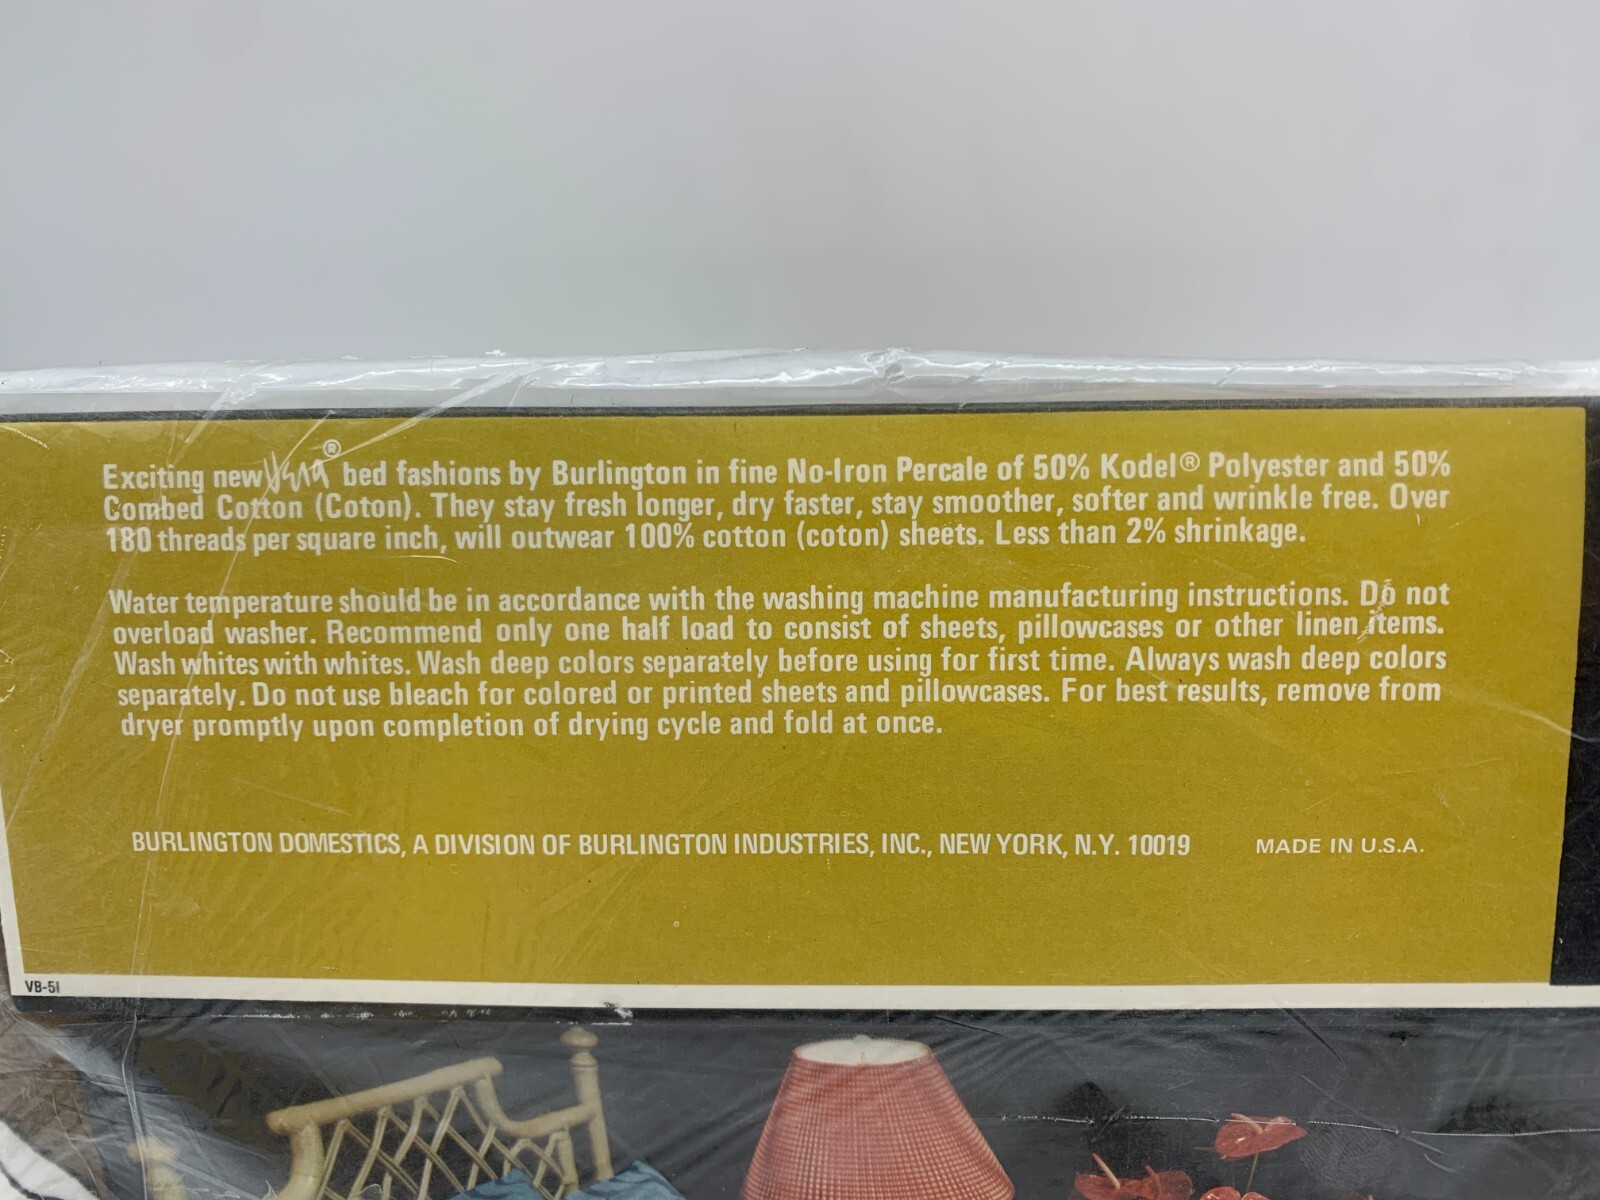 Exciting new Vera® bed fashions by Burlington in fine No-Iron Percale of 50% Kodel® Polyester and 50%
Combed Cotton (Coton). They stay fresh longer, dry faster, stay smoother, softer and wrinkle free. Over
180 threads per square inch, will outwear 100% cotton (coton) sheets. Less than 2% shrinkage.
Water temperature should be in accordance with the washing machine manufacturing instructions. Do not
overload washer. Recommend only one half load to consist of sheets, pillowcases or other linen items.
Wash whites with whites. Wash deep colors separately before using for first time. Always wash deep colors
separately. Do not use bleach for colored or printed sheets and pillowcases. For best results, remove from
dryer promptly upon completion of drying cycle and fold at once.
BURLINGTON DOMESTICS, A DIVISION OF BURLINGTON INDUSTRIES, INC., NEW YORK, N.Y. 10019 MADE IN U.S.A.
VB-51